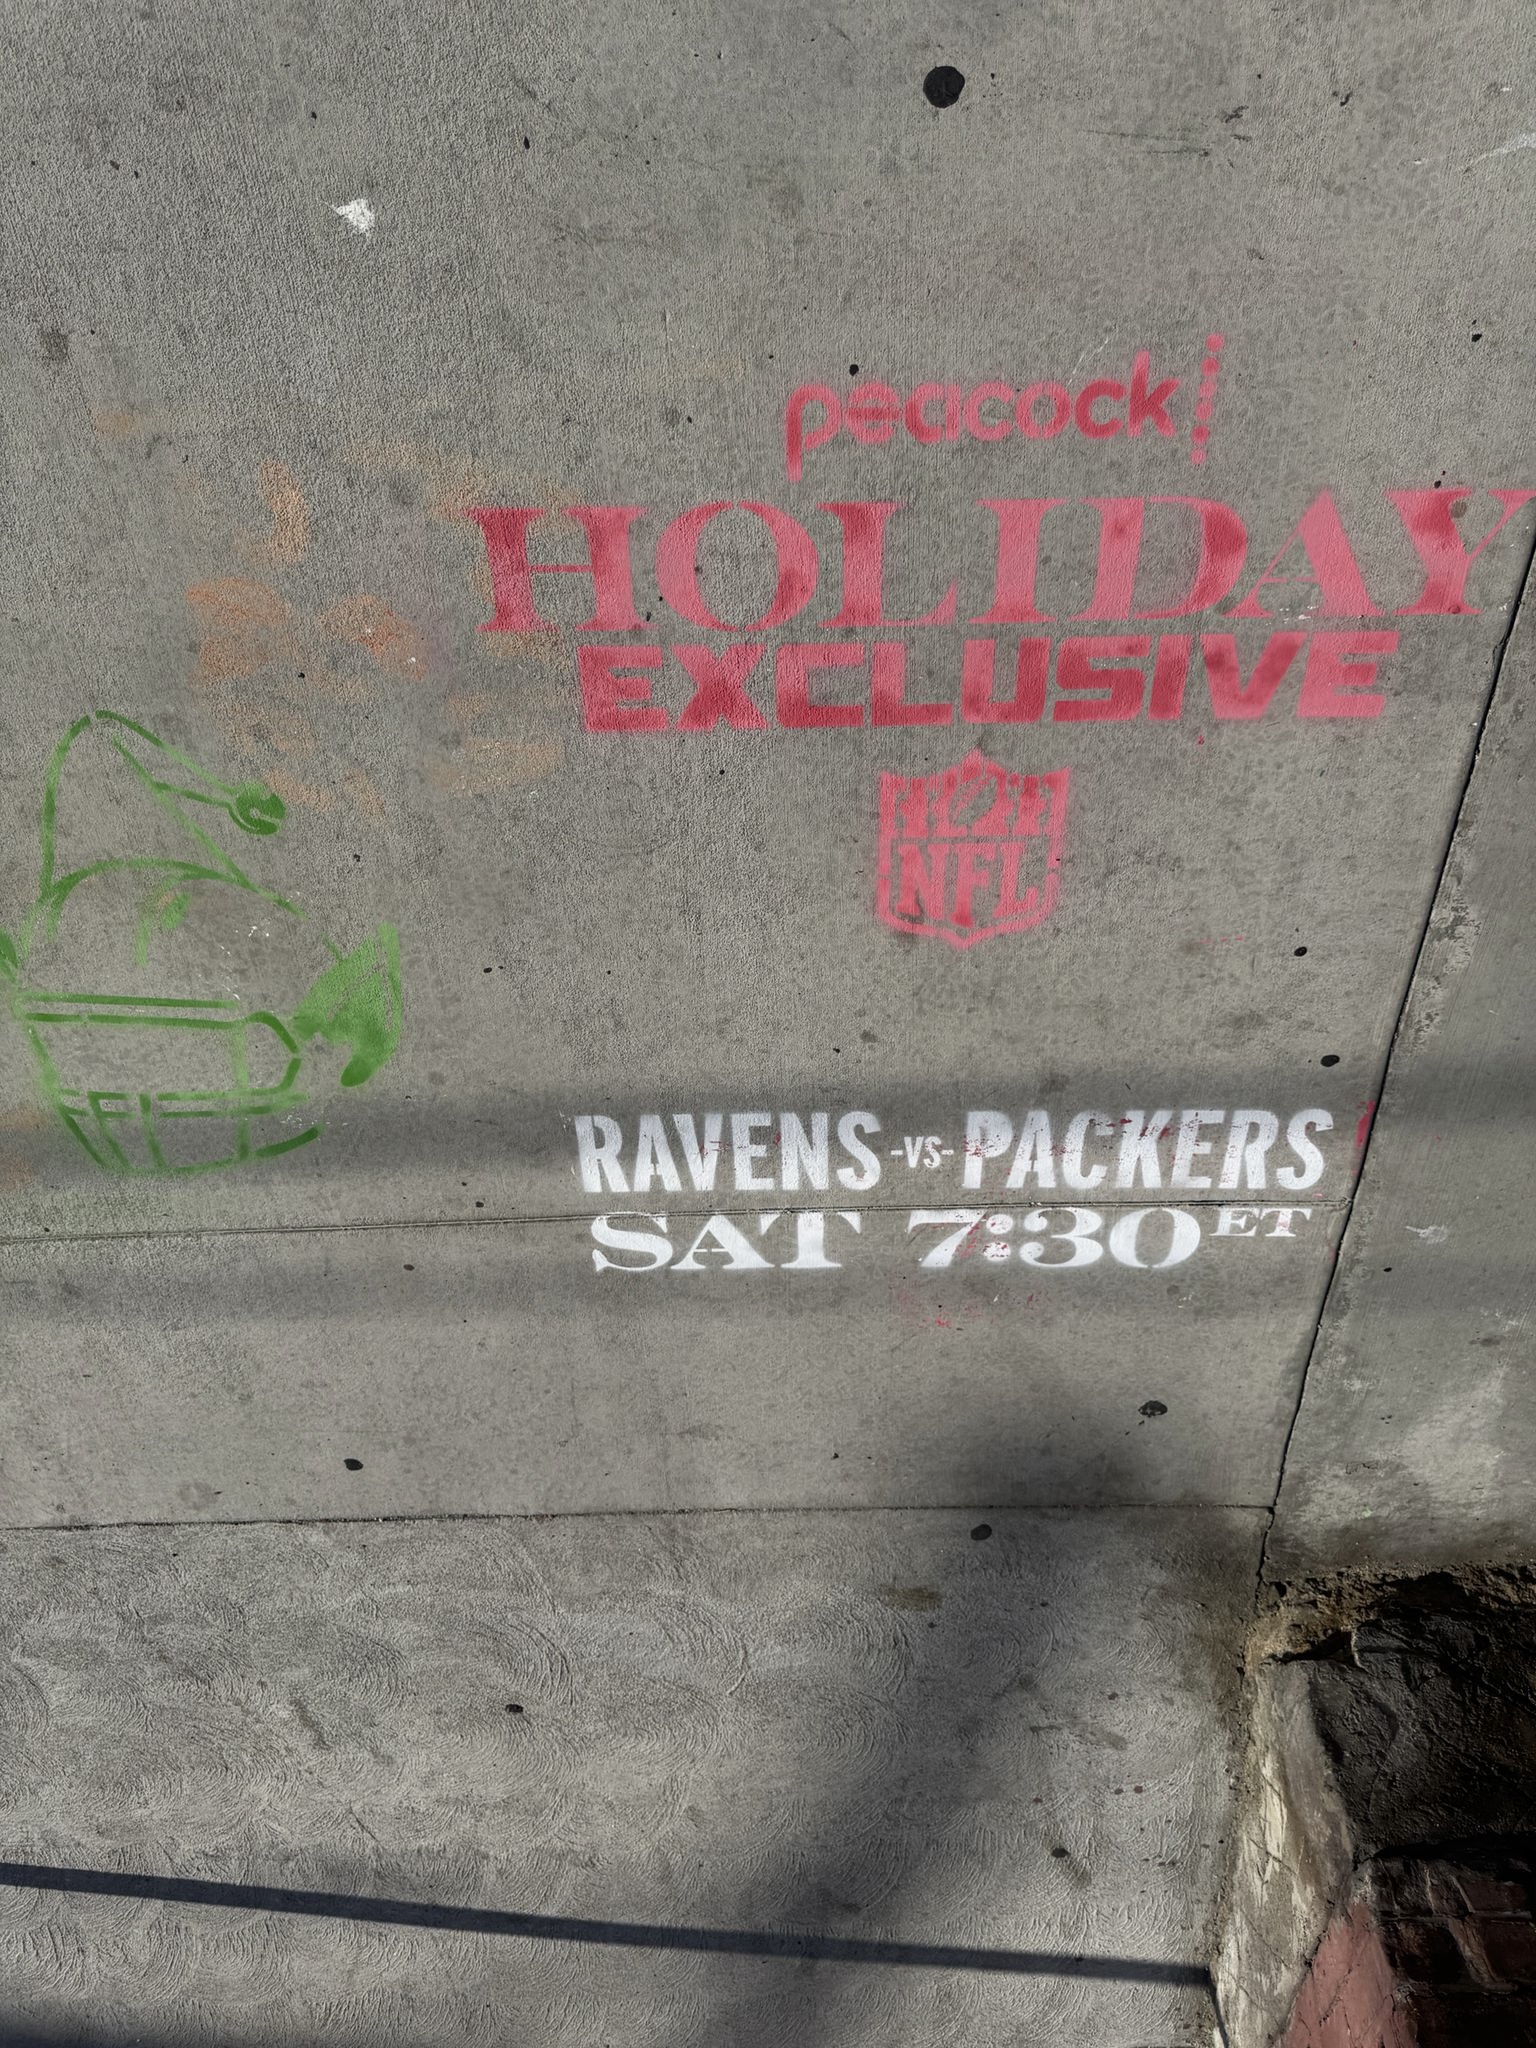 peacock
HOLIDAY
EXCLUSIVE
NFL
RAVENS -VS- PACKERS
SAT 7:30 ET